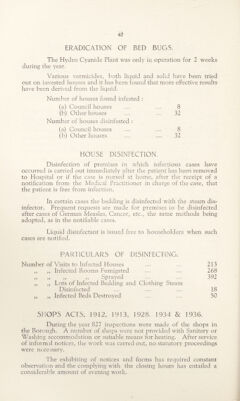 42
ERADICATION OF BED BUGS.
The Hydro Cyanide Plant was only in operation for 2 weeks
during the year.
Various vermicides, both liquid and solid have been tried
out on invested houses and it has been found that more effective results
have been derived from the liquid.
Number of houses found infested :
(a) Council houses ... ... 8
(b) Other houses ... ... 32
Number of houses disinfested :
(a) Council houses ... ... 8
(b) Other houses ... ... 32
HOUSE DISINFECTION.
Disinfection of premises in which infectious cases have
occurred is carried out immediately after the patient has been removed
to Hospital or if the case is nursed at home, after the receipt of a
notification from the Medical Practitioner in charge of the case, that
the patient is free from infection.
In certain cases the bedding is disinfected with the steam dis-
infector. Frequent requests are made for premises to be disinfected
after cases of German Measles, Cancer, etc., the same methods being
adopted, as in the notifiable cases.
Liquid disinfectant is issued free to householders when such
cases are notified.
PARTICULARS OF DISINFECTING.
Number of Visits to Infected Houses ... ... 213
„ „ Infected Rooms Fumigated ... ... 268
„ „ „ „ Sprayed ... ... 392
„ „ Lots of Infected Bedding and Clothing Steam
Disinfected ... ... 18
„ „ Infected Beds Destroyed ... ... 50
SHOPS ACTS, 1912, 1913, 1928, 1934 & 1936.
During the year 827 inspections were made of the shops in
the Borough. A number of shops were not provided with Sanitary or
Washing accommodation or suitable means for heating. After service
of informal notices, the work was carried out, no statutory proceedings
were necessary.
The exhibiting of notices and forms has required constant
observation and the complying with the closing hours has entailed a
considerable amount of evening work.